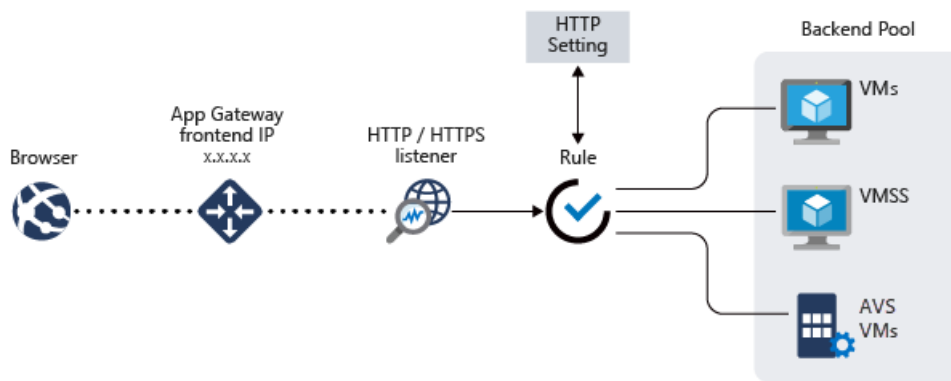 Browser
App Gateway
frontend IP
x.x.x.x
HTTP / HTTPS
listener
HTTP
Setting
Rule
Backend Pool
VMs
VMSS
AVS
VMs